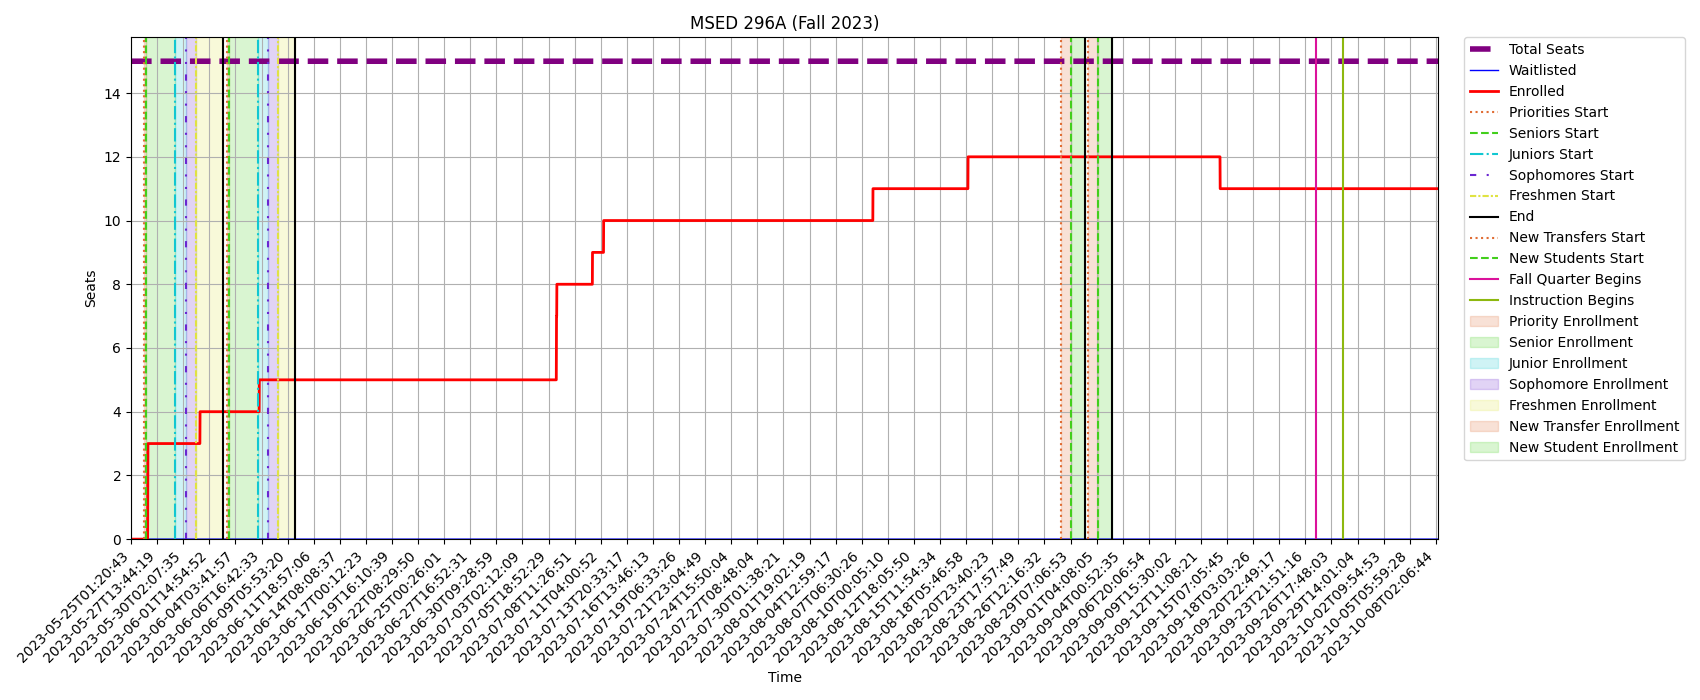 MSED 296A (Fall 2023)
Seats
14
12
10
8
6
4
2
0
2023-05-25T01:20:43
2023-05-27T13:44:19
2023-05-30T02:07:35
2023-06-01T14:54:52
2023-06-04T03:41:57
2023-06-06T16:42:33
2023-06-09T05:53:20
2023-06-11T18:57:06
2023-06-14T08:08:37
2023-06-17T00:12:23
2023-06-19T16:10:39
2023-06-22T08:29:50
2023-06-25T00:26:01
2023-06-27T16:52:31
2023-06-30T09:28:59
2023-07-03T02:12:09
2023-07-05T18:52:29
2023-07-08T11:26:51
2023-07-11T04:00:52
2023-07-13T20:33:17
2023-07-16T13:46:13
2023-07-19T06:33:26
2023-07-21T23:04:49
2023-07-24T15:50:04
2023-07-27T08:48:04
2023-07-30T01:38:21
2023-08-01T19:02:19
2023-08-04T12:59:17
2023-08-07T06:30:26
2023-08-10T00:05:10
2023-08-12T18:05:50
2023-08-15T11:54:34
2023-08-18T05:46:58
2023-08-20T23:40:23
2023-08-23T17:57:49
2023-08-26T12:16:32
2023-08-29T07:06:53
2023-09-01T04:08:05
2023-09-04T00:52:35
2023-09-06T20:06:54
2023-09-09T15:30:02
2023-09-12T11:08:21
2023-09-15T07:05:45
2023-09-18T03:03:26
2023-09-20T22:49:17
2023-09-23T21:51:16
2023-09-26T17:48:03
2023-09-29T14:01:04
2023-10-02T09:54:53
2023-10-05T05:59:28
2023-10-08T02:06:44
Time
Total Seats
Waitlisted
Enrolled
Priorities Start
Seniors Start
Juniors Start
Sophomores Start
Freshmen Start
End
New Transfers Start
New Students Start
Fall Quarter Begins
Instruction Begins
Priority Enrollment
Senior Enrollment
Junior Enrollment
Sophomore Enrollment
Freshmen Enrollment
New Transfer Enrollment
New Student Enrollment